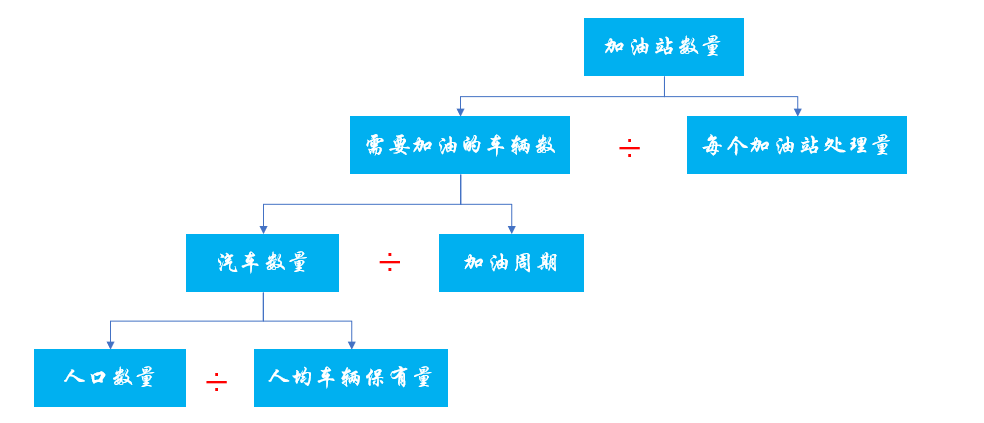 加油站数量
需要加油的车辆数 ÷ 每个加油站处理量
汽车数量 ÷ 加油周期
人口数量 ÷ 人均车辆保有量